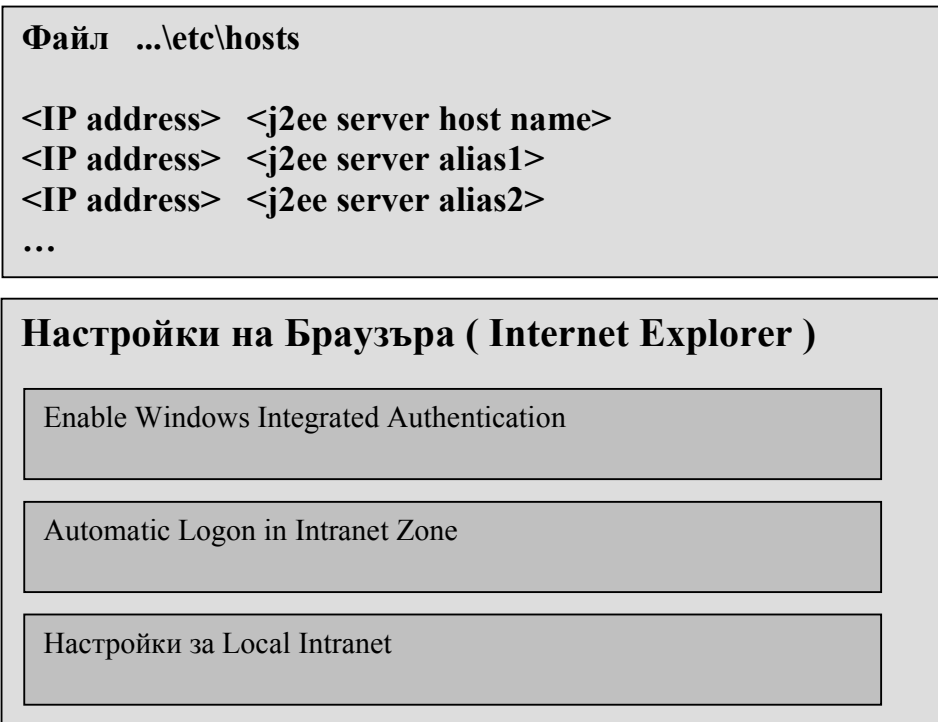 Файл ...\etc\hosts
<IP address> <j2ee server host name>
<IP address> <j2ee server alias1>
<IP address> <j2ee server alias2>
…
Настройки на Браузъра ( Internet Explorer )
Enable Windows Integrated Authentication
Automatic Logon in Intranet Zone
Настройки за Local Intranet